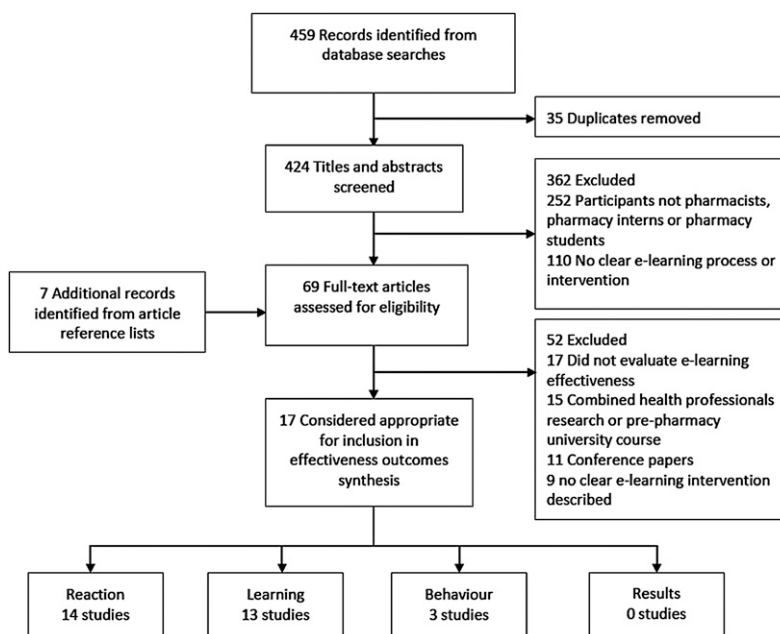 459 Records identified from
database searches
35 Duplicates removed
424 Titles and abstracts
screened
362 Excluded
252 Participants not pharmacists,
pharmacy interns or pharmacy
students
110 No clear e-learning process or
intervention
7 Additional records
identified from article
reference lists
69 Full-text articles
assessed for eligibility
52 Excluded
17 Did not evaluate e-learning
effectiveness
15 Combined health professionals
research or pre-pharmacy
university course
11 Conference papers
9 no clear e-learning intervention
described
17 Considered appropriate
for inclusion in
effectiveness outcomes
synthesis
Reaction
14 studies
Learning
13 studies
Behaviour
3 studies
Results
0 studies